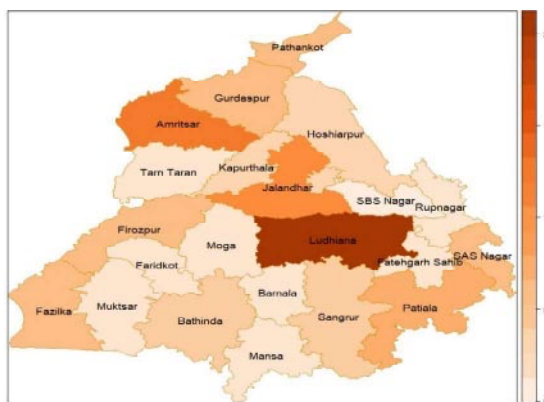 Pathankot
Gurdaspur
Amritsar
Hoshiarpur
Tarn Taran
Kapurthala
Jalandhar
SBS Nagar
Rupnagar
Firozpur
Moga
Ludhiana
Faridkot
Fatehgarh Sahib
SAS Nagar
Fazilka
Muktsar
Barnala
Bathinda
Sangrur
Patiala
Mansa